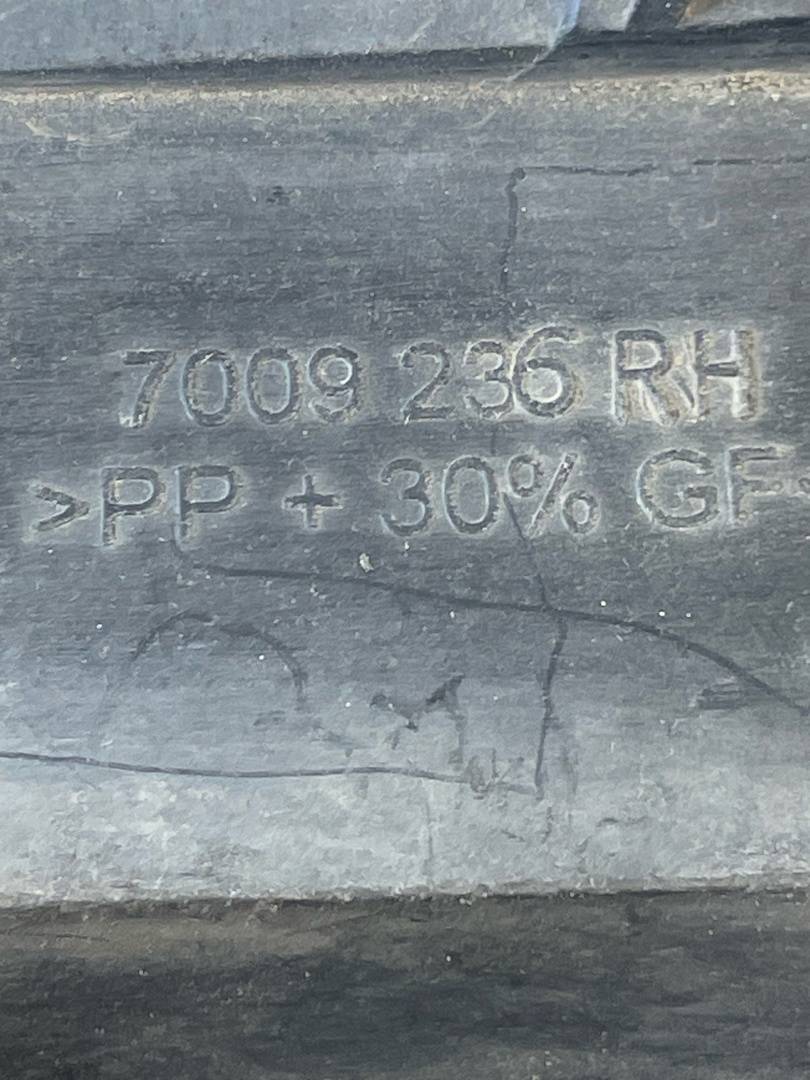 7009 236 RH
>PP + 30% GF<